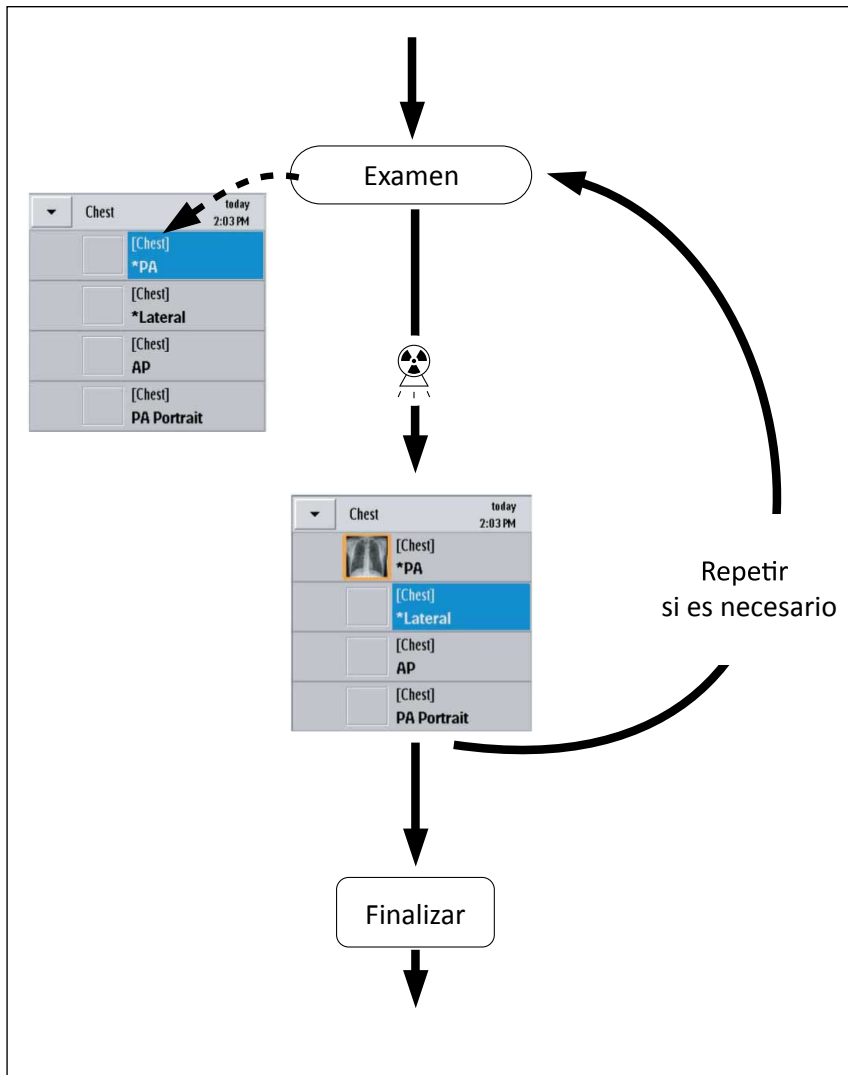 Examen
Chest
today
2:03 PM
[Chest]
*PA
[Chest]
*Lateral
[Chest]
AP
[Chest]
PA Portrait
Chest
today
2:03 PM
[Chest]
*PA
[Chest]
*Lateral
[Chest]
AP
[Chest]
PA Portrait
Repetir
si es necesario
Finalizar